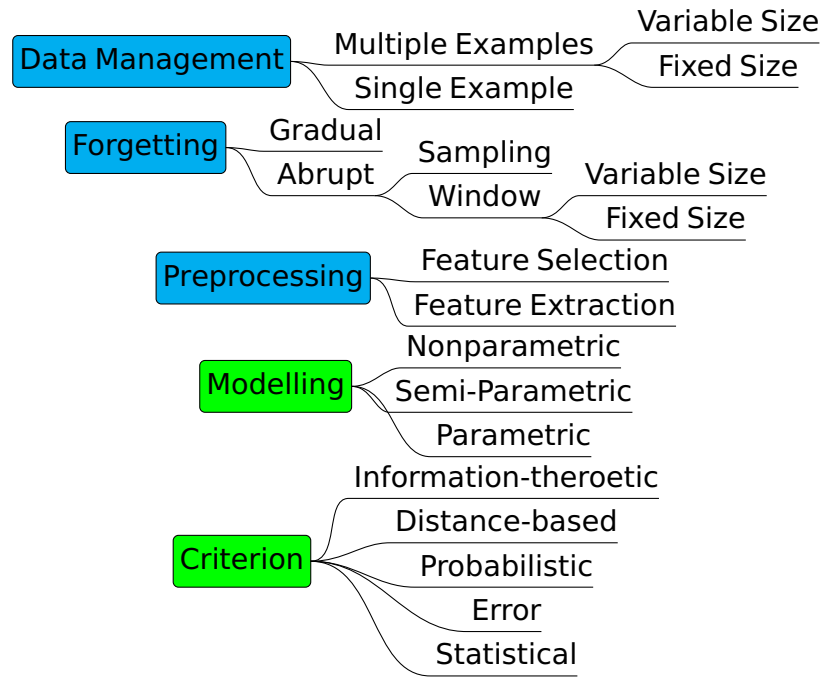 Data Management
Multiple Examples
Variable Size
Fixed Size
Single Example
Forgetting
Gradual
Abrupt
Sampling
Window
Variable Size
Fixed Size
Preprocessing
Feature Selection
Feature Extraction
Modelling
Nonparametric
Semi-Parametric
Parametric
Criterion
Information-theroetic
Distance-based
Probabilistic
Error
Statistical